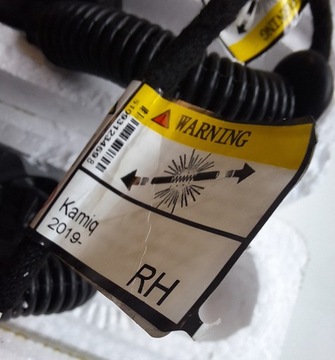 WARNING
Kamiq
2019-
RH